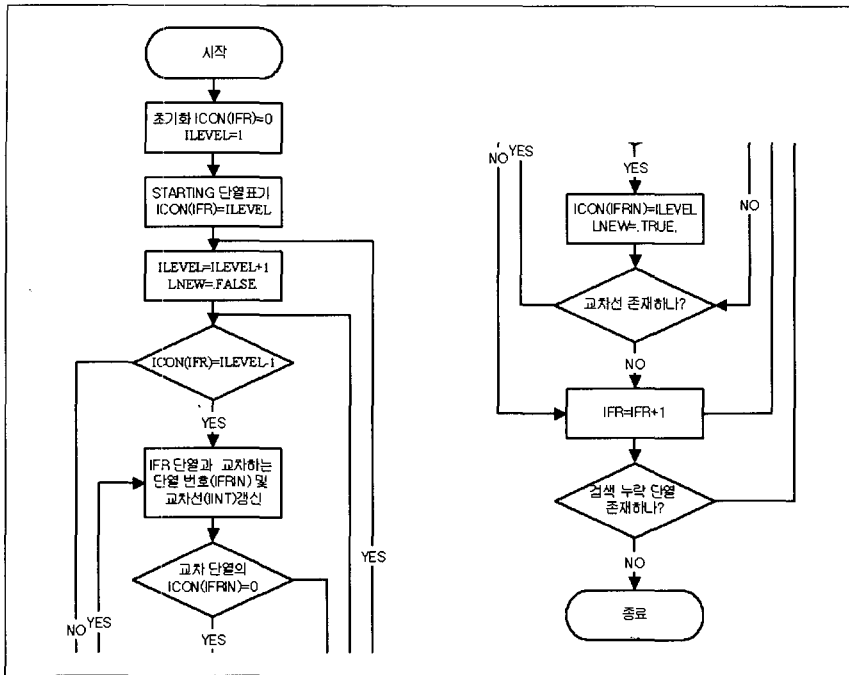 시작
초기화 ICON(IFR)=0
ILEVEL=1
STARTING 단열표기
ICON(IFR)=ILEVEL
ILEVEL=ILEVEL+1
LNEW=.FALSE.
ICON(IFR)=ILEVEL-1
YES
IFR 단열과 교차하는
단열 번호(IFRIN) 및
교차선(INT)갱신
YES
교차 단열의
ICON(IFRIN)=0
NO
YES
YES
NO
YES
YES
ICON(IFRIN)=ILEVEL
LNEW=.TRUE.
NO
교차선 존재하나?
NO
IFR=IFR+1
검색 누락 단열
존재하나?
NO
종료